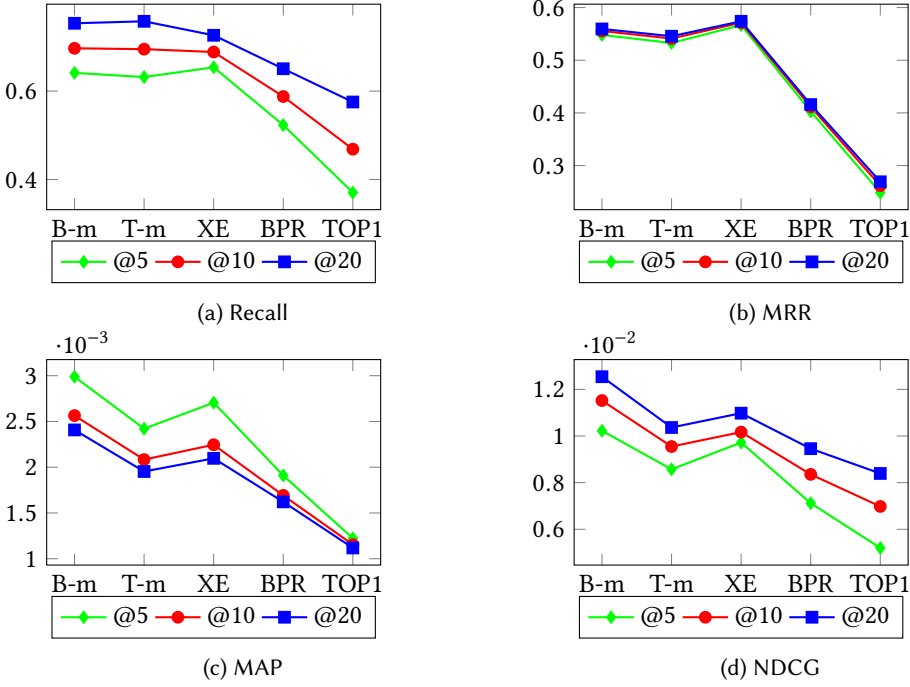 0.6
0.4
B-m T-m XE BPR TOP1
@5 @10 @20
(a) Recall
0.6
0.5
0.4
0.3
B-m T-m XE BPR TOP1
@5 @10 @20
(b) MRR
·10⁻³
3
2.5
2
1.5
1
B-m T-m XE BPR TOP1
@5 @10 @20
(c) MAP
·10⁻²
1.2
1
0.8
0.6
B-m T-m XE BPR TOP1
@5 @10 @20
(d) NDCG